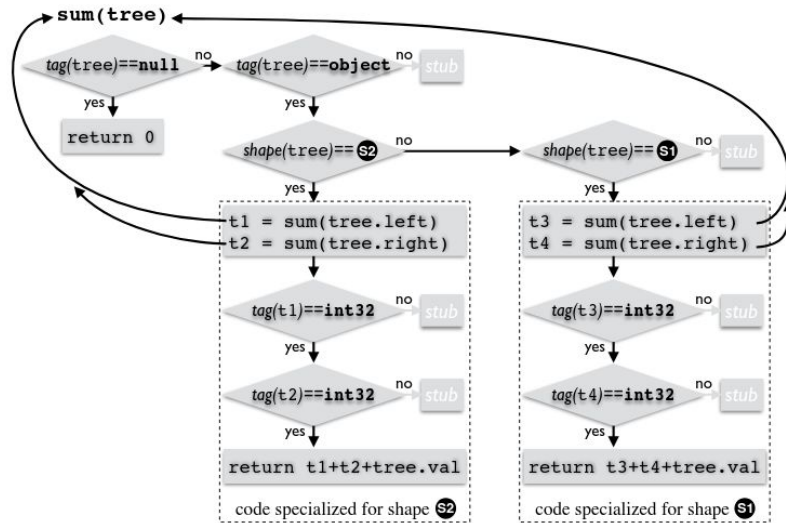 sum(tree)
tag(tree)==null
no
tag(tree)==object
no
stub
yes
yes
return 0
shape(tree)== S2
no
shape(tree)== S1
no
stub
yes
yes
t1 = sum(tree.left)
t2 = sum(tree.right)
t3 = sum(tree.left)
t4 = sum(tree.right)
tag(t1)==int32
no
stub
tag(t3)==int32
no
stub
yes
yes
tag(t2)==int32
no
stub
tag(t4)==int32
no
stub
yes
yes
return t1+t2+tree.val
return t3+t4+tree.val
code specialized for shape S2
code specialized for shape S1